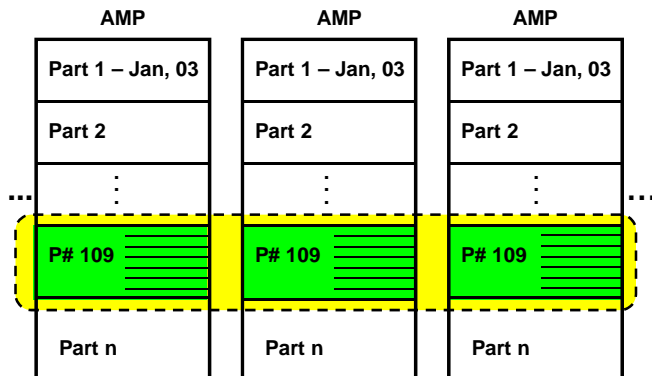 AMP AMP AMP
Part 1 – Jan, 03 Part 1 – Jan, 03 Part 1 – Jan, 03
Part 2 Part 2 Part 2
... ...
P# 109 P# 109 P# 109
Part n Part n Part n